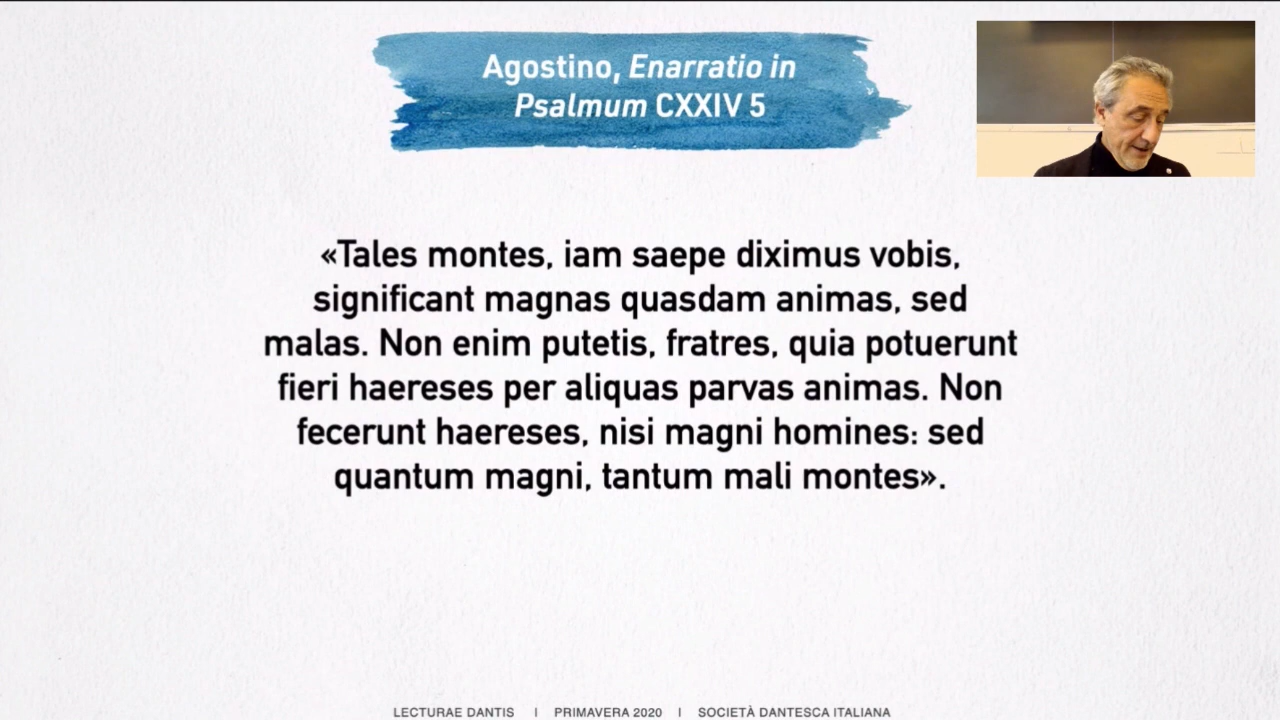 Agostino, Enarratio in
Psalmum CXXIV 5
«Tales montes, iam saepe diximus vobis,
significant magnas quasdam animas, sed
malas. Non enim putetis, fratres, quia potuerunt
fieri haereses per aliquas parvas animas. Non
fecerunt haereses, nisi magni homines: sed
quantum magni, tantum mali montes».
LECTURAE DANTIS | PRIMAVERA 2020 | SOCIETÀ DANTESCA ITALIANA